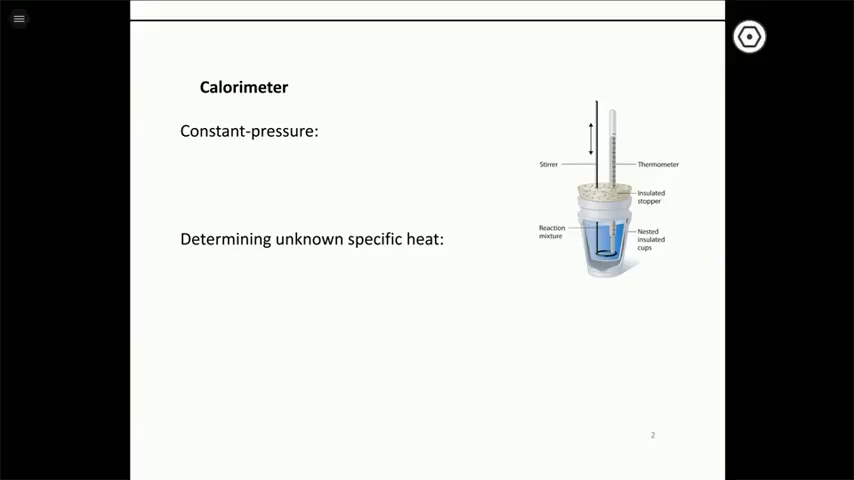 Calorimeter
Constant-pressure:
Determining unknown specific heat:
Stirrer
Thermometer
Insulated
stopper
Reaction
mixture
Nested
insulated
cups
2